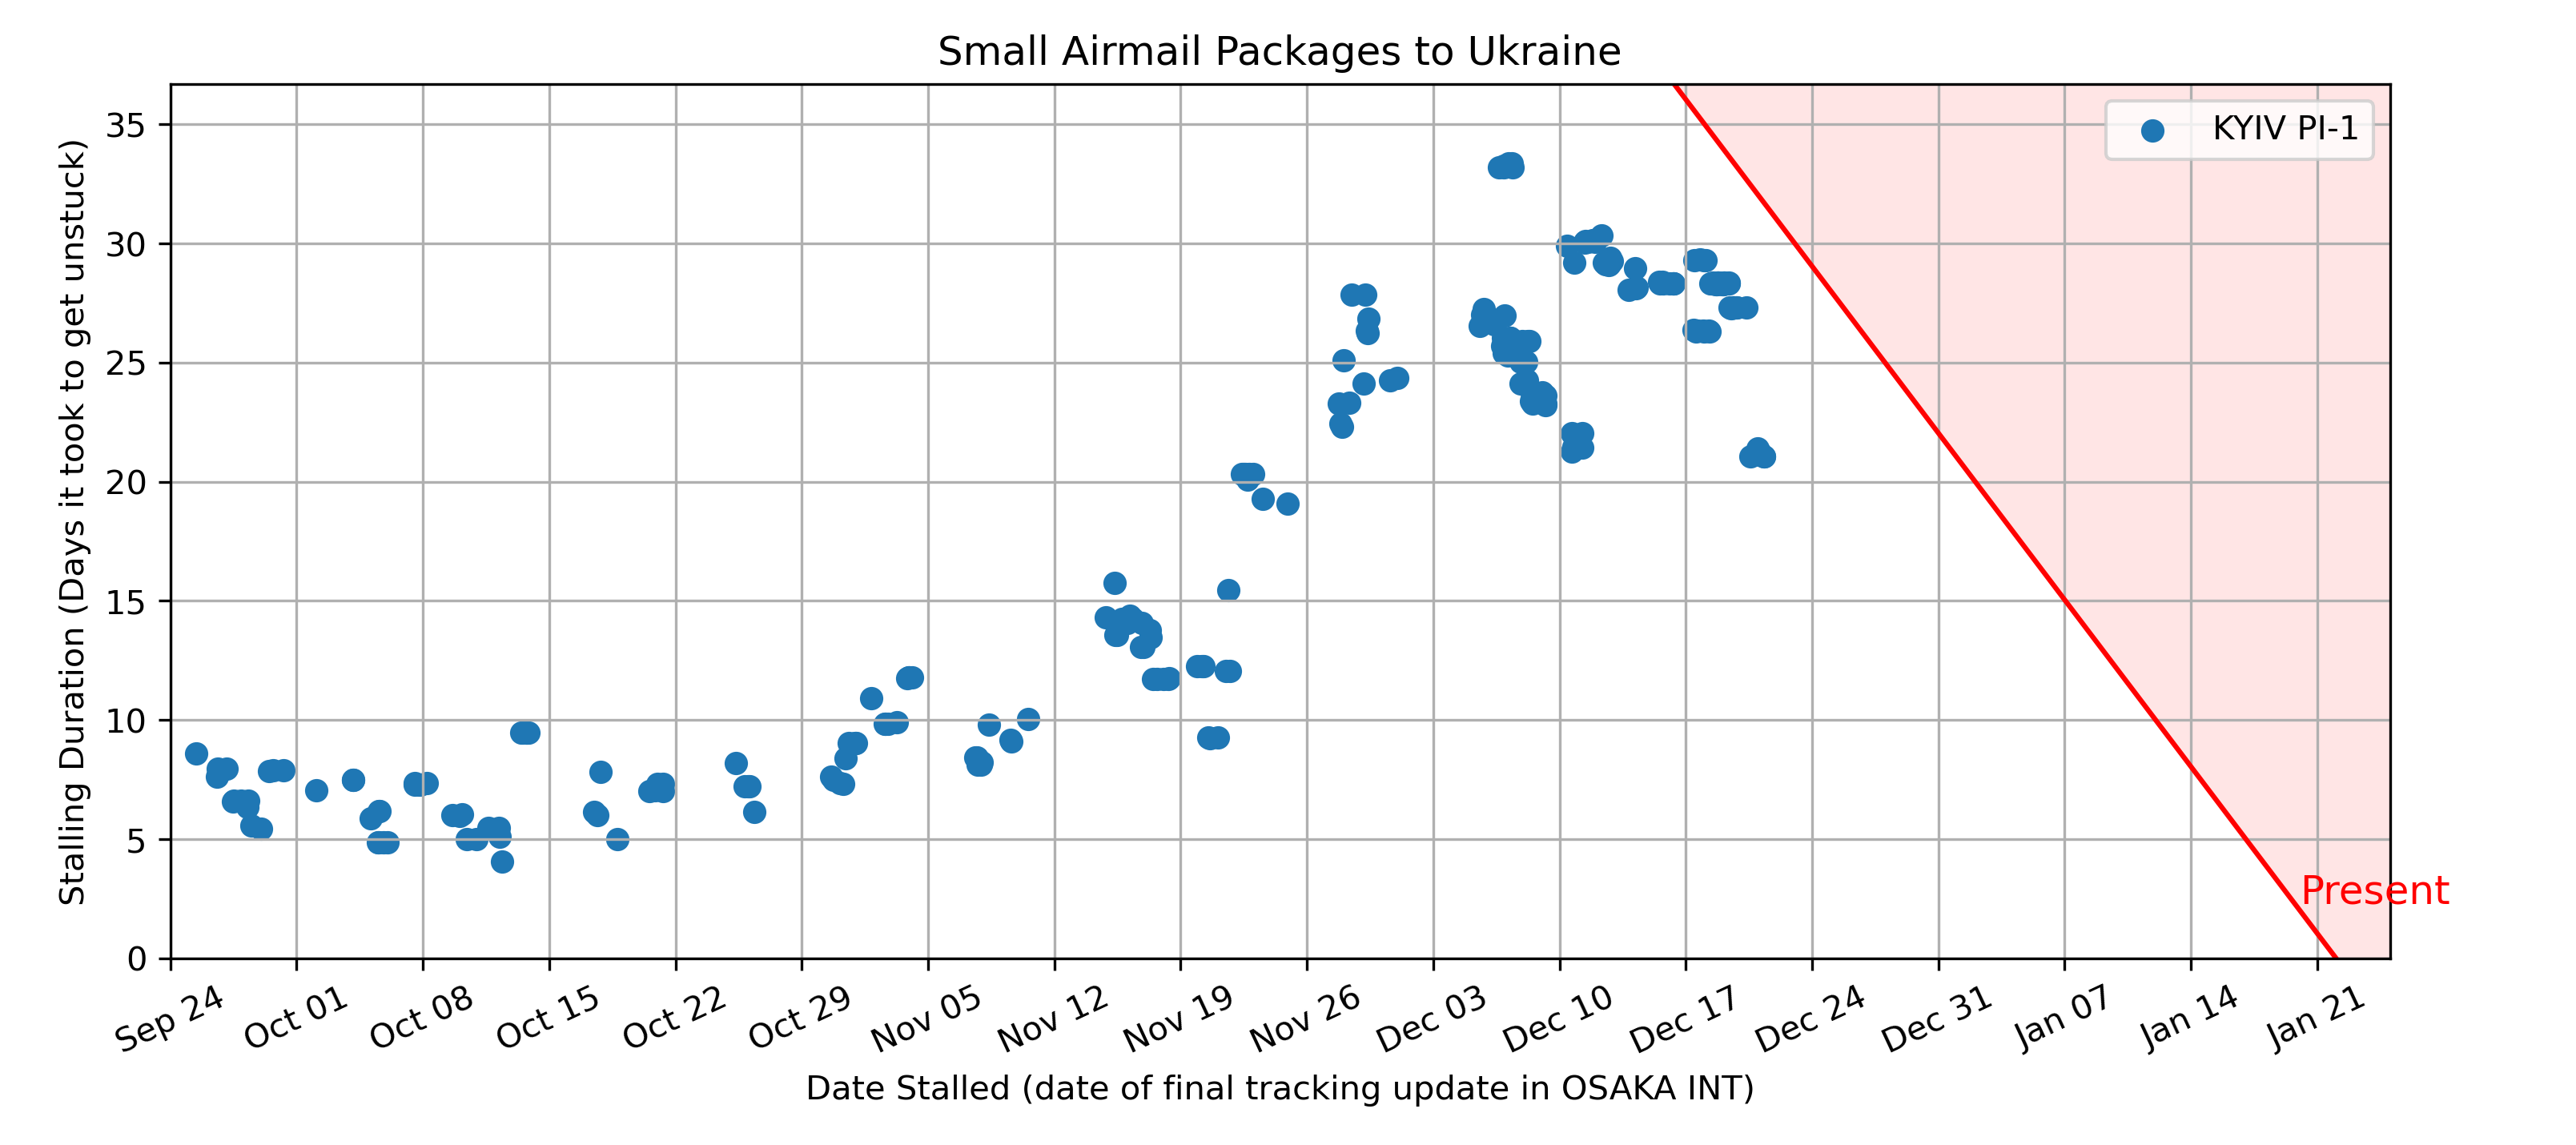 Small Airmail Packages to Ukraine
KYIV PI-1
Stalling Duration (Days it took to get unstuck)
35
30
25
20
15
10
5
0
Present
Sep 24
Oct 01
Oct 08
Oct 15
Oct 22
Oct 29
Nov 05
Nov 12
Nov 19
Nov 26
Dec 03
Dec 10
Dec 17
Dec 24
Dec 31
Jan 07
Jan 14
Jan 21
Date Stalled (date of final tracking update in OSAKA INT)